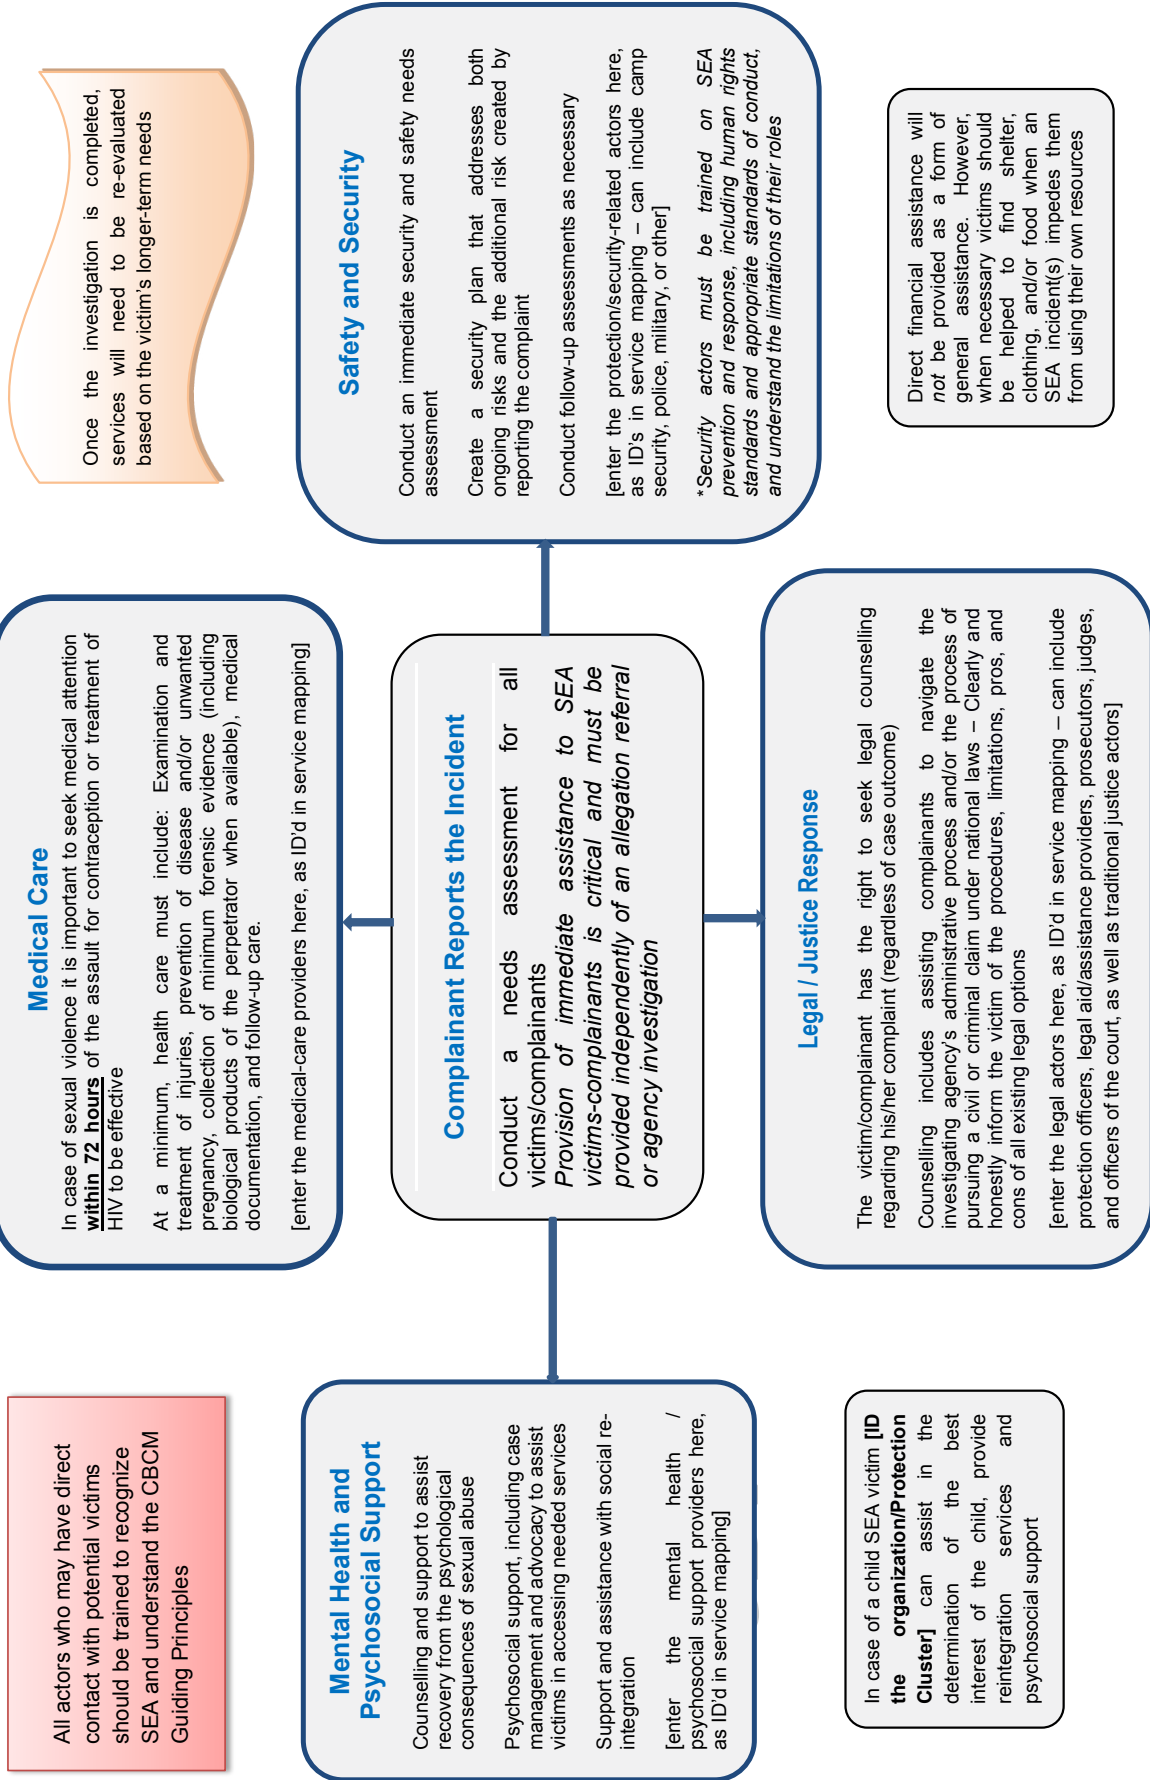 All actors who may have direct
contact with potential victims
should be trained to recognize
SEA and understand the CBCM
Guiding Principles
Medical Care
In case of sexual violence it is important to seek medical attention
within 72 hours of the assault for contraception or treatment of
HIV to be effective
At a minimum, health care must include: Examination and
treatment of injuries, prevention of disease and/or unwanted
pregnancy, collection of minimum forensic evidence (including
biological products of the perpetrator when available), medical
documentation, and follow-up care.
[enter the medical-care providers here, as ID'd in service mapping]
Once the investigation is completed,
services will need to be re-evaluated
based on the victim's longer-term needs
Mental Health and
Psychosocial Support
Counselling and support to assist
recovery from the psychological
consequences of sexual abuse
Psychosocial support, including case
management and advocacy to assist
victims in accessing needed services
Support and assistance with social re-
integration
[enter the mental health /
psychosocial support providers here,
as ID'd in service mapping]
Complainant Reports the Incident
Conduct a needs assessment for all
victims/complainants
Provision of immediate assistance to SEA
victims-complainants is critical and must be
provided independently of an allegation referral
or agency investigation
Safety and Security
Conduct an immediate security and safety needs
assessment
Create a security plan that addresses both
ongoing risks and the additional risk created by
reporting the complaint
Conduct follow-up assessments as necessary
[enter the protection/security-related actors here,
as ID's in service mapping – can include camp
security, police, military, or other]
*Security actors must be trained on SEA
prevention and response, including human rights
standards and appropriate standards of conduct,
and understand the limitations of their roles
In case of a child SEA victim [ID
the organization/Protection
Cluster] can assist in the
determination of the best
interest of the child, provide
reintegration services and
psychosocial support
Legal / Justice Response
The victim/complainant has the right to seek legal counselling
regarding his/her complaint (regardless of case outcome)
Counselling includes assisting complainants to navigate the
investigating agency's administrative process and/or the process of
pursuing a civil or criminal claim under national laws – Clearly and
honestly inform the victim of the procedures, limitations, pros, and
cons of all existing legal options
[enter the legal actors here, as ID'd in service mapping – can include
protection officers, legal aid/assistance providers, prosecutors, judges,
and officers of the court, as well as traditional justice actors]
Direct financial assistance will
not be provided as a form of
general assistance. However,
when necessary victims should
be helped to find shelter,
clothing, and/or food when an
SEA incident(s) impedes them
from using their own resources